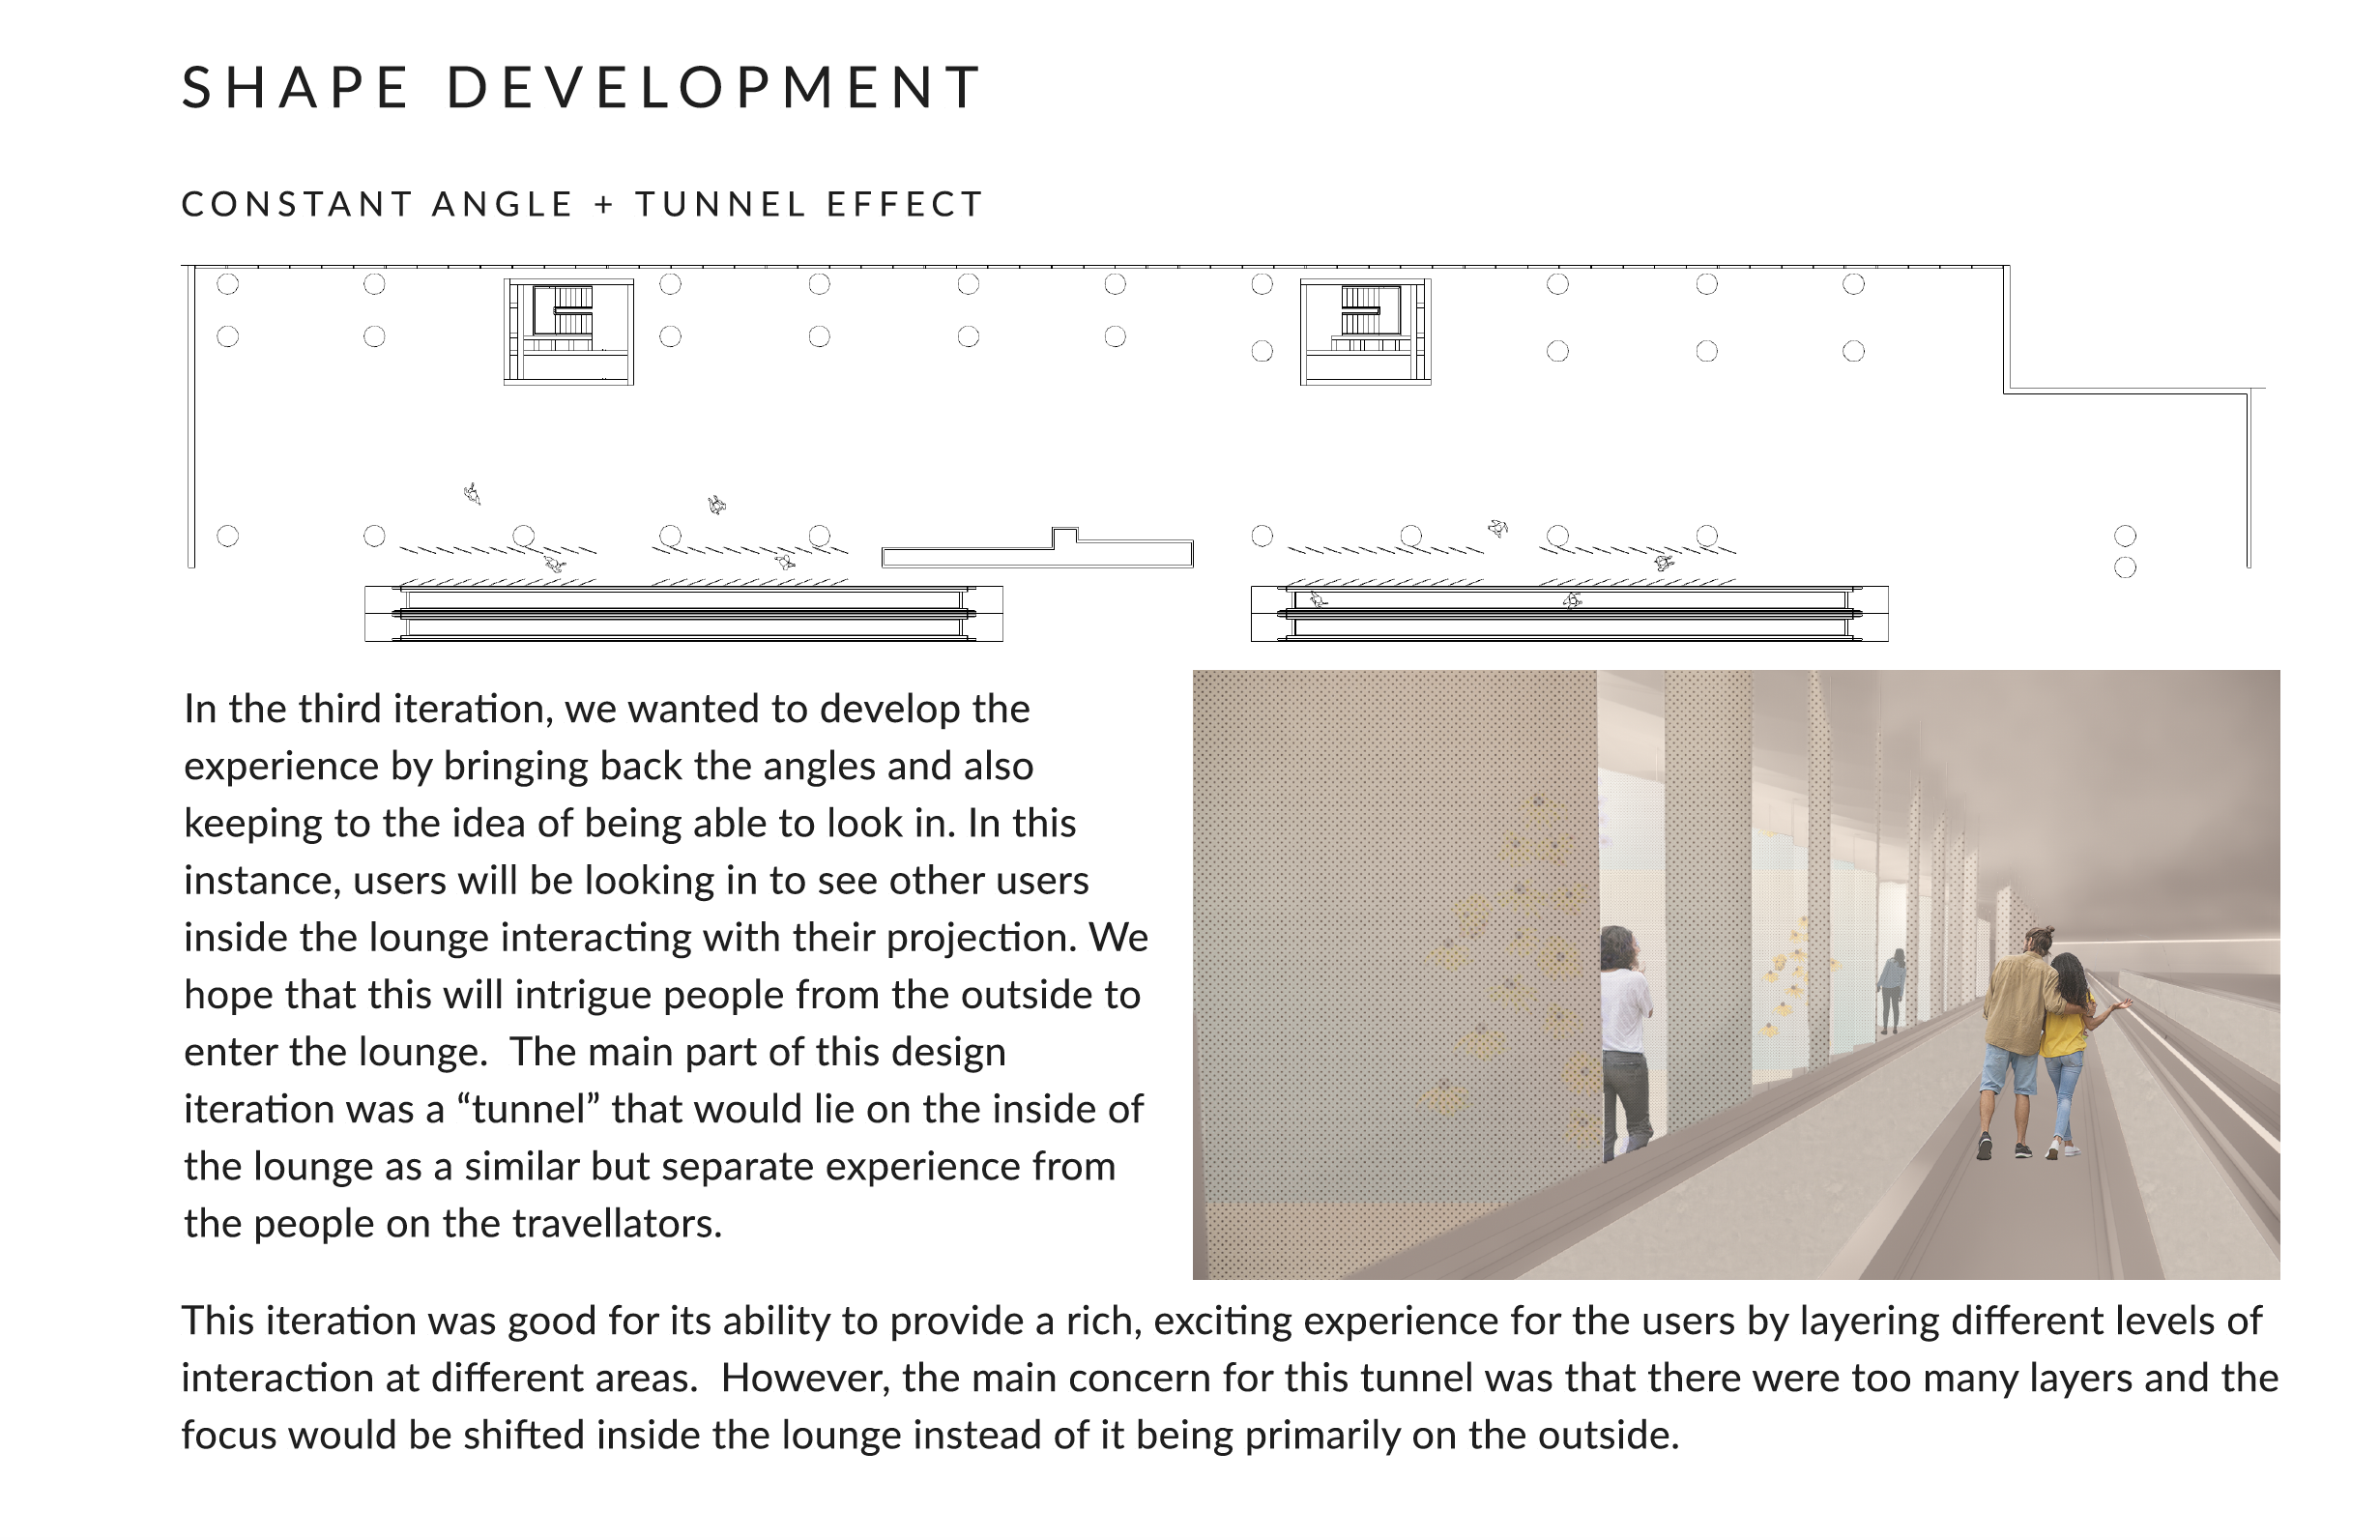 SHAPE DEVELOPMENT
CONSTANT ANGLE + TUNNEL EFFECT
In the third iteration, we wanted to develop the
experience by bringing back the angles and also
keeping to the idea of being able to look in. In this
instance, users will be looking in to see other users
inside the lounge interacting with their projection. We
hope that this will intrigue people from the outside to
enter the lounge.  The main part of this design
iteration was a “tunnel” that would lie on the inside of
the lounge as a similar but separate experience from
the people on the travellators.
This iteration was good for its ability to provide a rich, exciting experience for the users by layering different levels of
interaction at different areas.  However, the main concern for this tunnel was that there were too many layers and the
focus would be shifted inside the lounge instead of it being primarily on the outside.